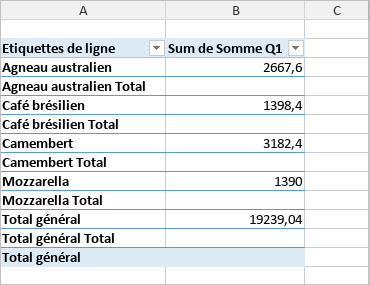 A B C
Etiquettes de ligne Sum de Somme Q1
Agneau australien 2667,6
Agneau australien Total
Café brésilien 1398,4
Café brésilien Total
Camembert 3182,4
Camembert Total
Mozzarella 1390
Mozzarella Total
Total général 19239,04
Total général Total
Total général